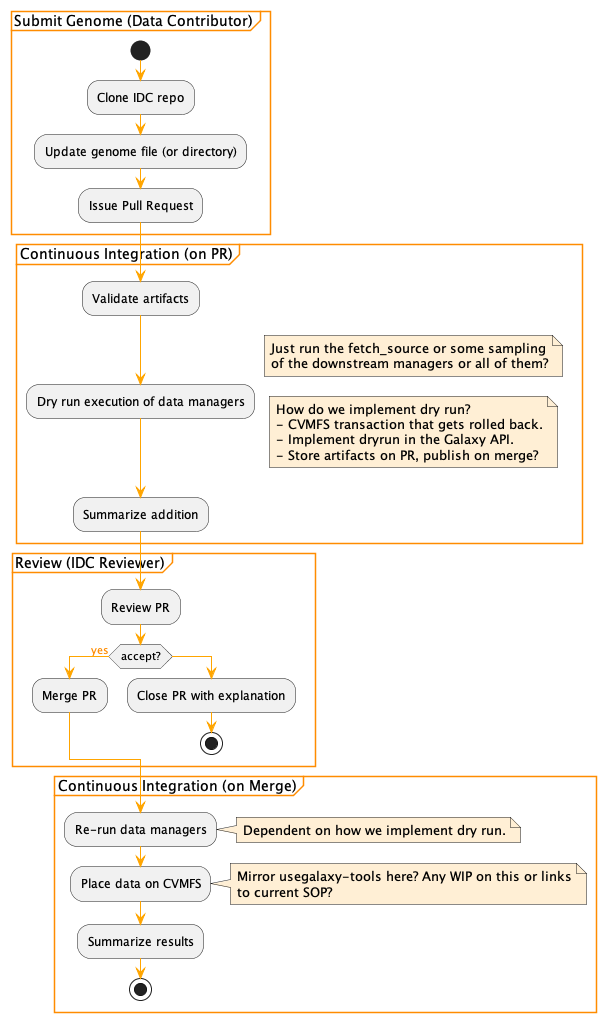 Submit Genome (Data Contributor)
Clone IDC repo
Update genome file (or directory)
Issue Pull Request
Continuous Integration (on PR)
Validate artifacts
Just run the fetch_source or some sampling
of the downstream managers or all of them?
Dry run execution of data managers
How do we implement dry run?
- CVMFS transaction that gets rolled back.
- Implement dryrun in the Galaxy API.
- Store artifacts on PR, publish on merge?
Summarize addition
Review (IDC Reviewer)
Review PR
yes
accept?
Merge PR
Close PR with explanation
Continuous Integration (on Merge)
Re-run data managers
Dependent on how we implement dry run.
Place data on CVMFS
Mirror usegalaxy-tools here? Any WIP on this or links
to current SOP?
Summarize results